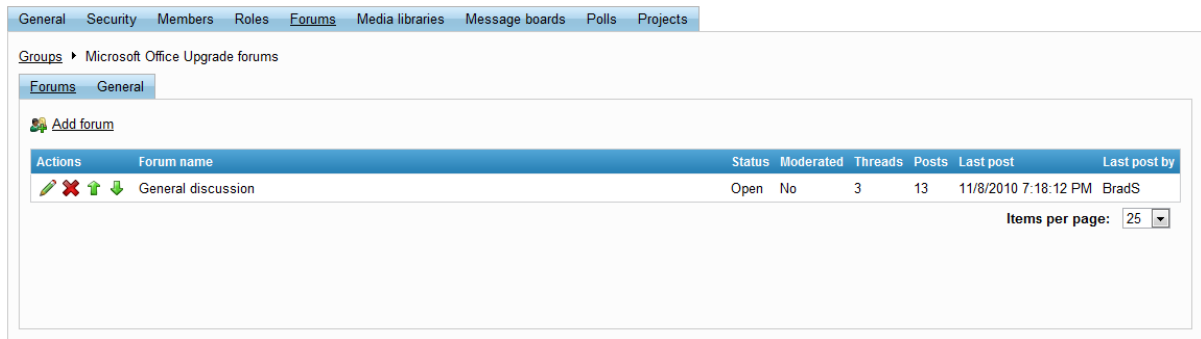 General Security Members Roles Forums Media libraries Message boards Polls Projects
Groups Microsoft Office Upgrade forums
Forums General
Add forum
Actions Forum name Status Moderated Threads Posts Last post Last post by
General discussion Open No 3 13 11/8/2010 7:18:12 PM BradS
Items per page: 25